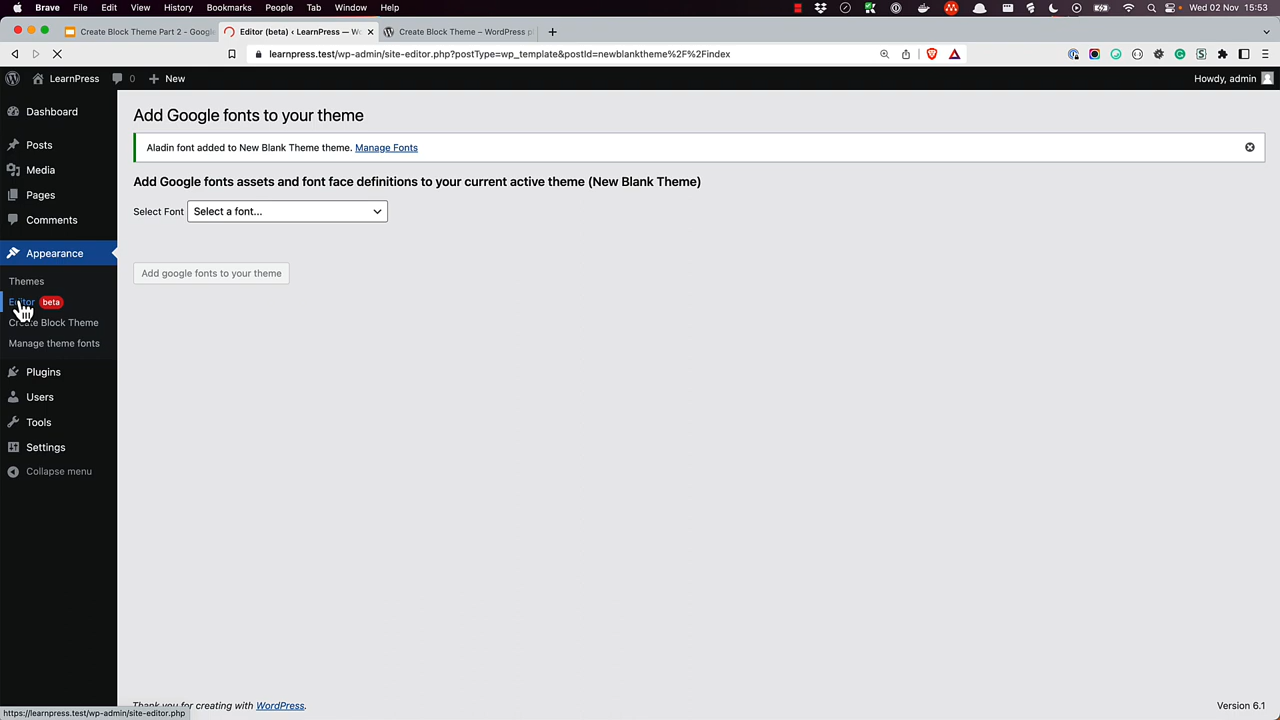 Brave File Edit View History Bookmarks People Tab Window Help Wed 02 Nov 15:53
Create Block Theme Part 2 - Google
Editor (beta) ‹ LearnPress — Wo
Create Block Theme – WordPress p
learnpress.test/wp-admin/site-editor.php?postType=wp_template&postId=newblanktheme%2F%2Findex
LearnPress 0 New Howdy, admin
Dashboard
Posts
Media
Pages
Comments
Appearance
Themes
Editor beta
Create Block Theme
Manage theme fonts
Plugins
Users
Tools
Settings
Collapse menu
Add Google fonts to your theme
Aladin font added to New Blank Theme theme. Manage Fonts
Add Google fonts assets and font face definitions to your current active theme (New Blank Theme)
Select Font Select a font...
Add google fonts to your theme
Thank you for creating with WordPress.
Version 6.1
https://learnpress.test/wp-admin/site-editor.php